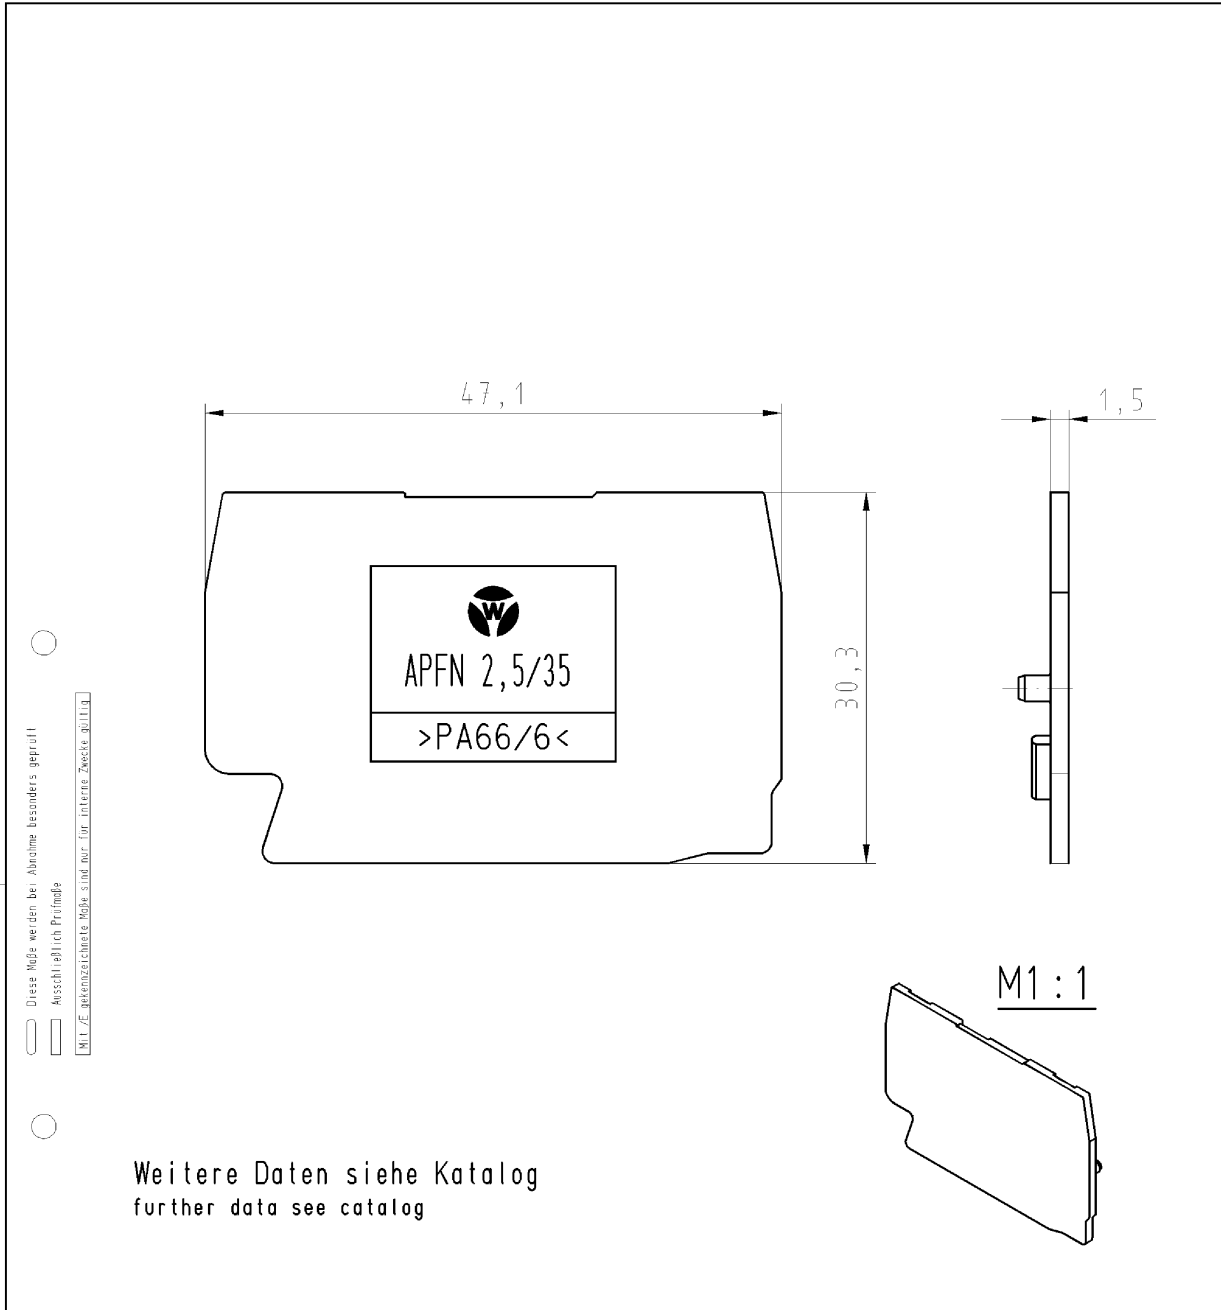 47,1
1,5
W
APFN 2,5/35
>PA66/6<
30,3
Diese Maße werden bei Abnahme besonders geprüft
Ausschließlich Prüfmaße
Mit /E gekennzeichnete Maße sind nur für interne Zwecke gültig
M1:1
Weitere Daten siehe Katalog
further data see catalog